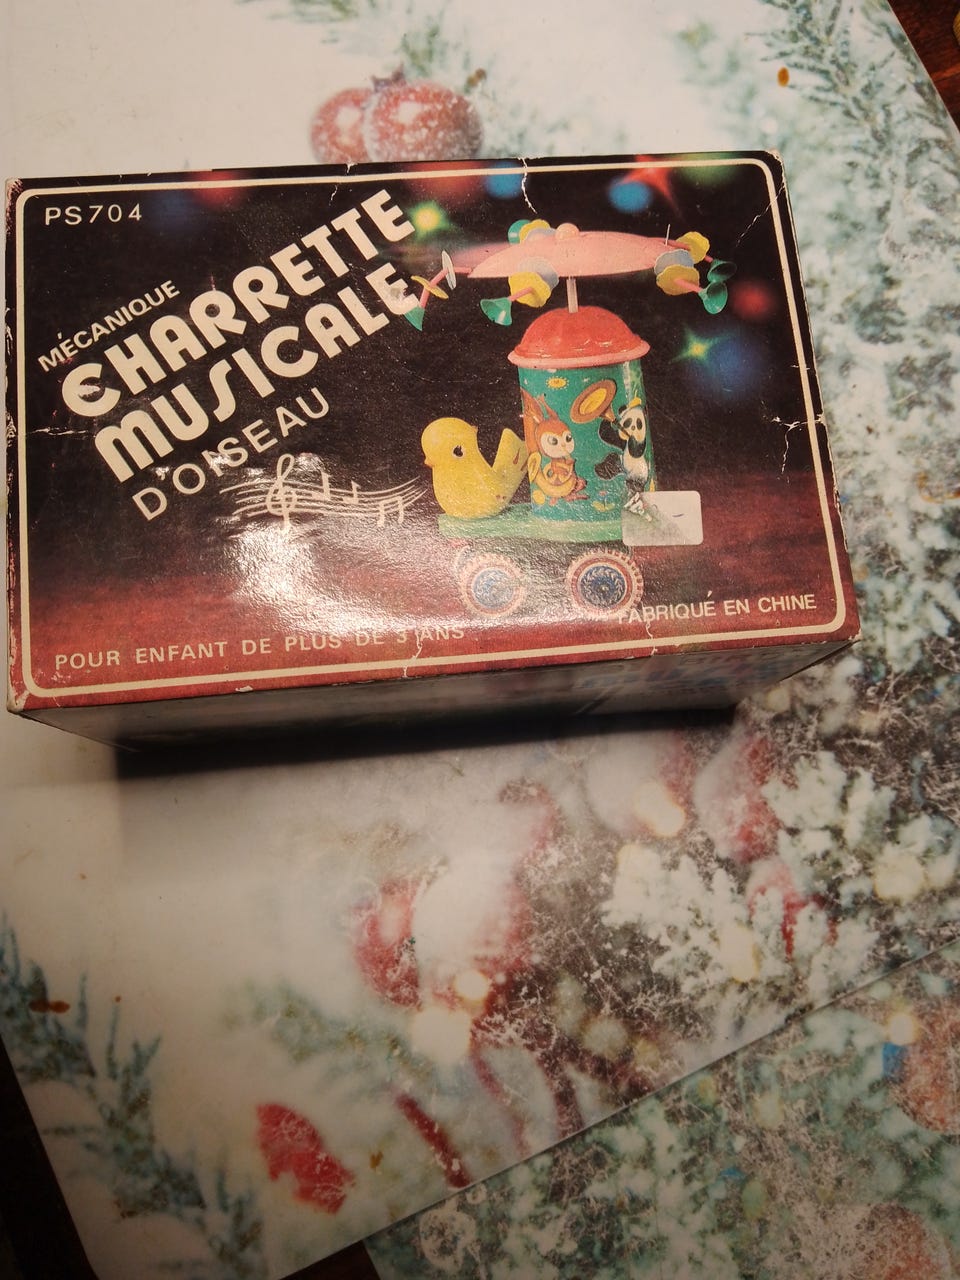 PS704
MÉCANIQUE
CHARRETTE
MUSICALE
D'OISEAU
POUR ENFANT DE PLUS DE 3 ANS
FABRIQUÉ EN CHINE